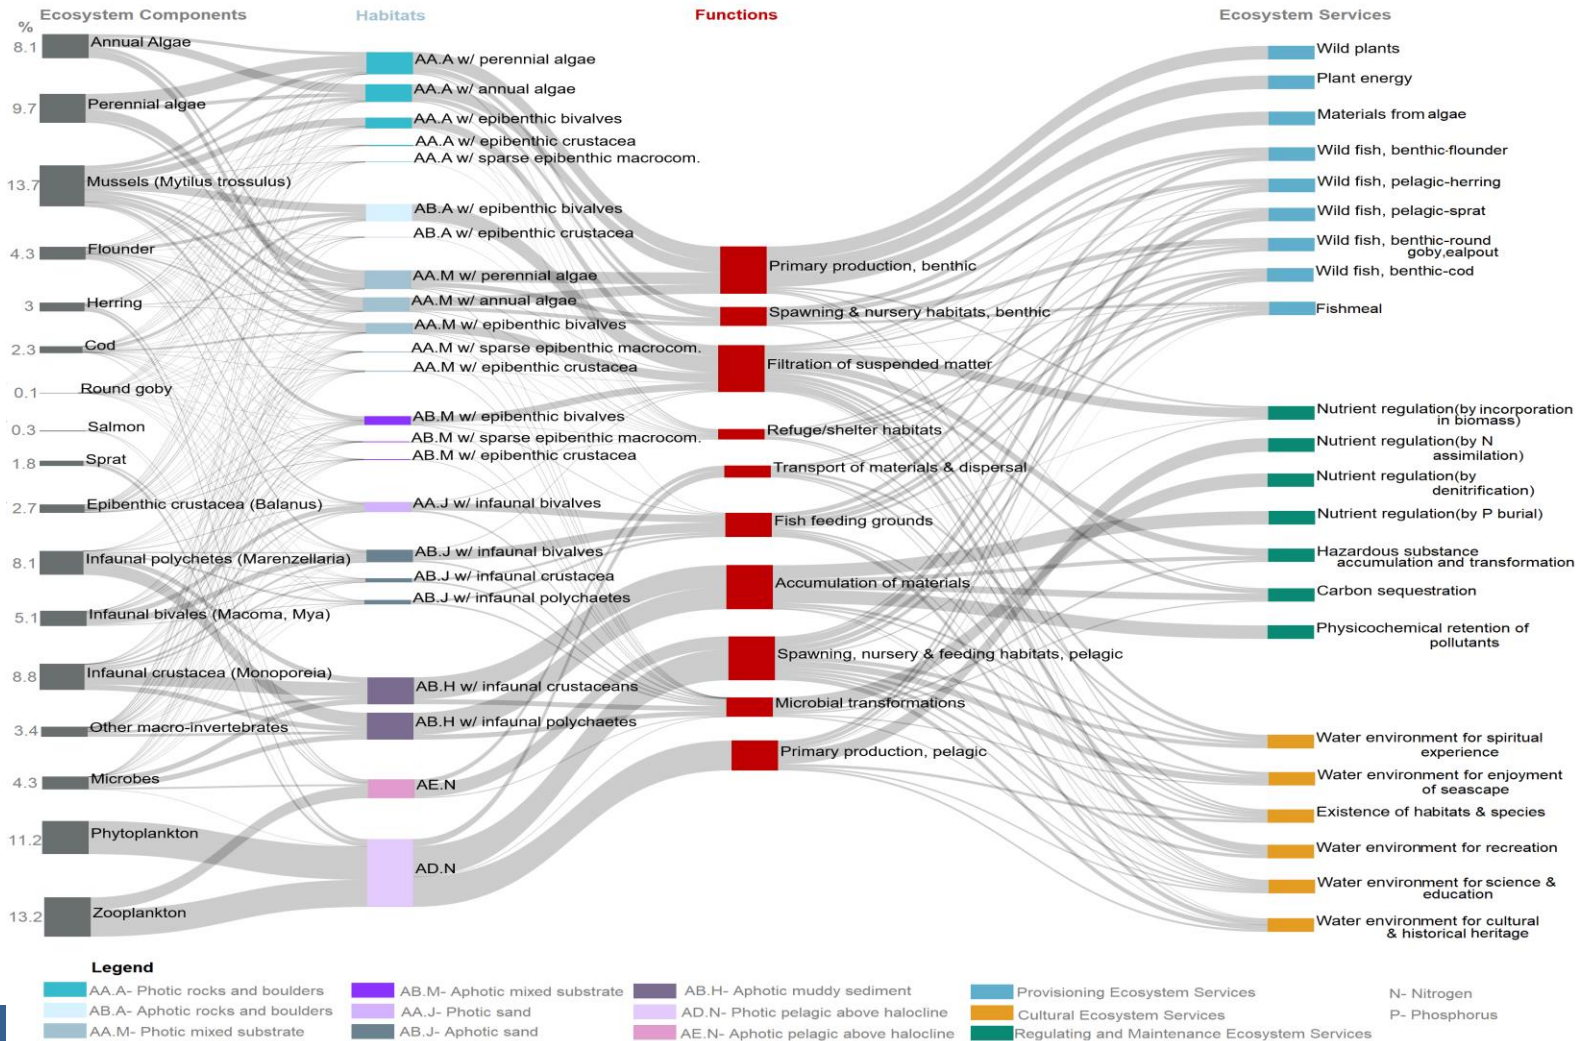 Ecosystem Components
Habitats
Functions
Ecosystem Services
%
8.1
Annual Algae
9.7
Perennial algae
13.7
Mussels (Mytilus trossulus)
4.3
Flounder
3
Herring
2.3
Cod
0.1
Round goby
0.3
Salmon
1.8
Sprat
2.7
Epibenthic crustacea (Balanus)
8.1
Infaunal polychetes (Marenzellaria)
5.1
Infaunal bivales (Macoma, Mya)
8.8
Infaunal crustacea (Monoporeia)
3.4
Other macro-invertebrates
4.3
Microbes
11.2
Phytoplankton
13.2
Zooplankton
AA.A w/ perennial algae
AA.A w/ annual algae
AA.A w/ epibenthic bivalves
AA.A w/ epibenthic crustacea
AA.A w/ sparse epibenthic macrocom.
AB.A w/ epibenthic bivalves
AB.A w/ epibenthic crustacea
AA.M w/ perennial algae
AA.M w/ annual algae
AA.M w/ epibenthic bivalves
AA.M w/ sparse epibenthic macrocom.
AA.M w/ epibenthic crustacea
AB.M w/ epibenthic bivalves
AB.M w/ sparse epibenthic macrocom.
AB.M w/ epibenthic crustacea
AA.J w/ infaunal bivalves
AB.J w/ infaunal bivalves
AB.J w/ infaunal crustacea
AB.J w/ infaunal polychaetes
AB.H w/ infaunal crustaceans
AB.H w/ infaunal polychaetes
AE.N
AD.N
Primary production, benthic
Spawning & nursery habitats, benthic
Filtration of suspended matter
Refuge/shelter habitats
Transport of materials & dispersal
Fish feeding grounds
Accumulation of materials
Spawning, nursery & feeding habitats, pelagic
Microbial transformations
Primary production, pelagic
Wild plants
Plant energy
Materials from algae
Wild fish, benthic-flounder
Wild fish, pelagic-herring
Wild fish, pelagic-sprat
Wild fish, benthic-round
goby,ealpout
Wild fish, benthic-cod
Fishmeal
Nutrient regulation(by incorporation
in biomass)
Nutrient regulation(by N
assimilation)
Nutrient regulation(by
denitrification)
Nutrient regulation(by P burial)
Hazardous substance
accumulation and transformation
Carbon sequestration
Physicochemical retention of
pollutants
Water environment for spiritual
experience
Water environment for enjoyment
of seascape
Existence of habitats & species
Water environment for recreation
Water environment for science &
education
Water environment for cultural
& historical heritage
Legend
AA.A- Photic rocks and boulders
AB.A- Aphotic rocks and boulders
AA.M- Photic mixed substrate
AB.M- Aphotic mixed substrate
AA.J- Photic sand
AB.J- Aphotic sand
AB.H- Aphotic muddy sediment
AD.N- Photic pelagic above halocline
AE.N- Aphotic pelagic above halocline
Provisioning Ecosystem Services
Cultural Ecosystem Services
Regulating and Maintenance Ecosystem Services
N- Nitrogen
P- Phosphorus